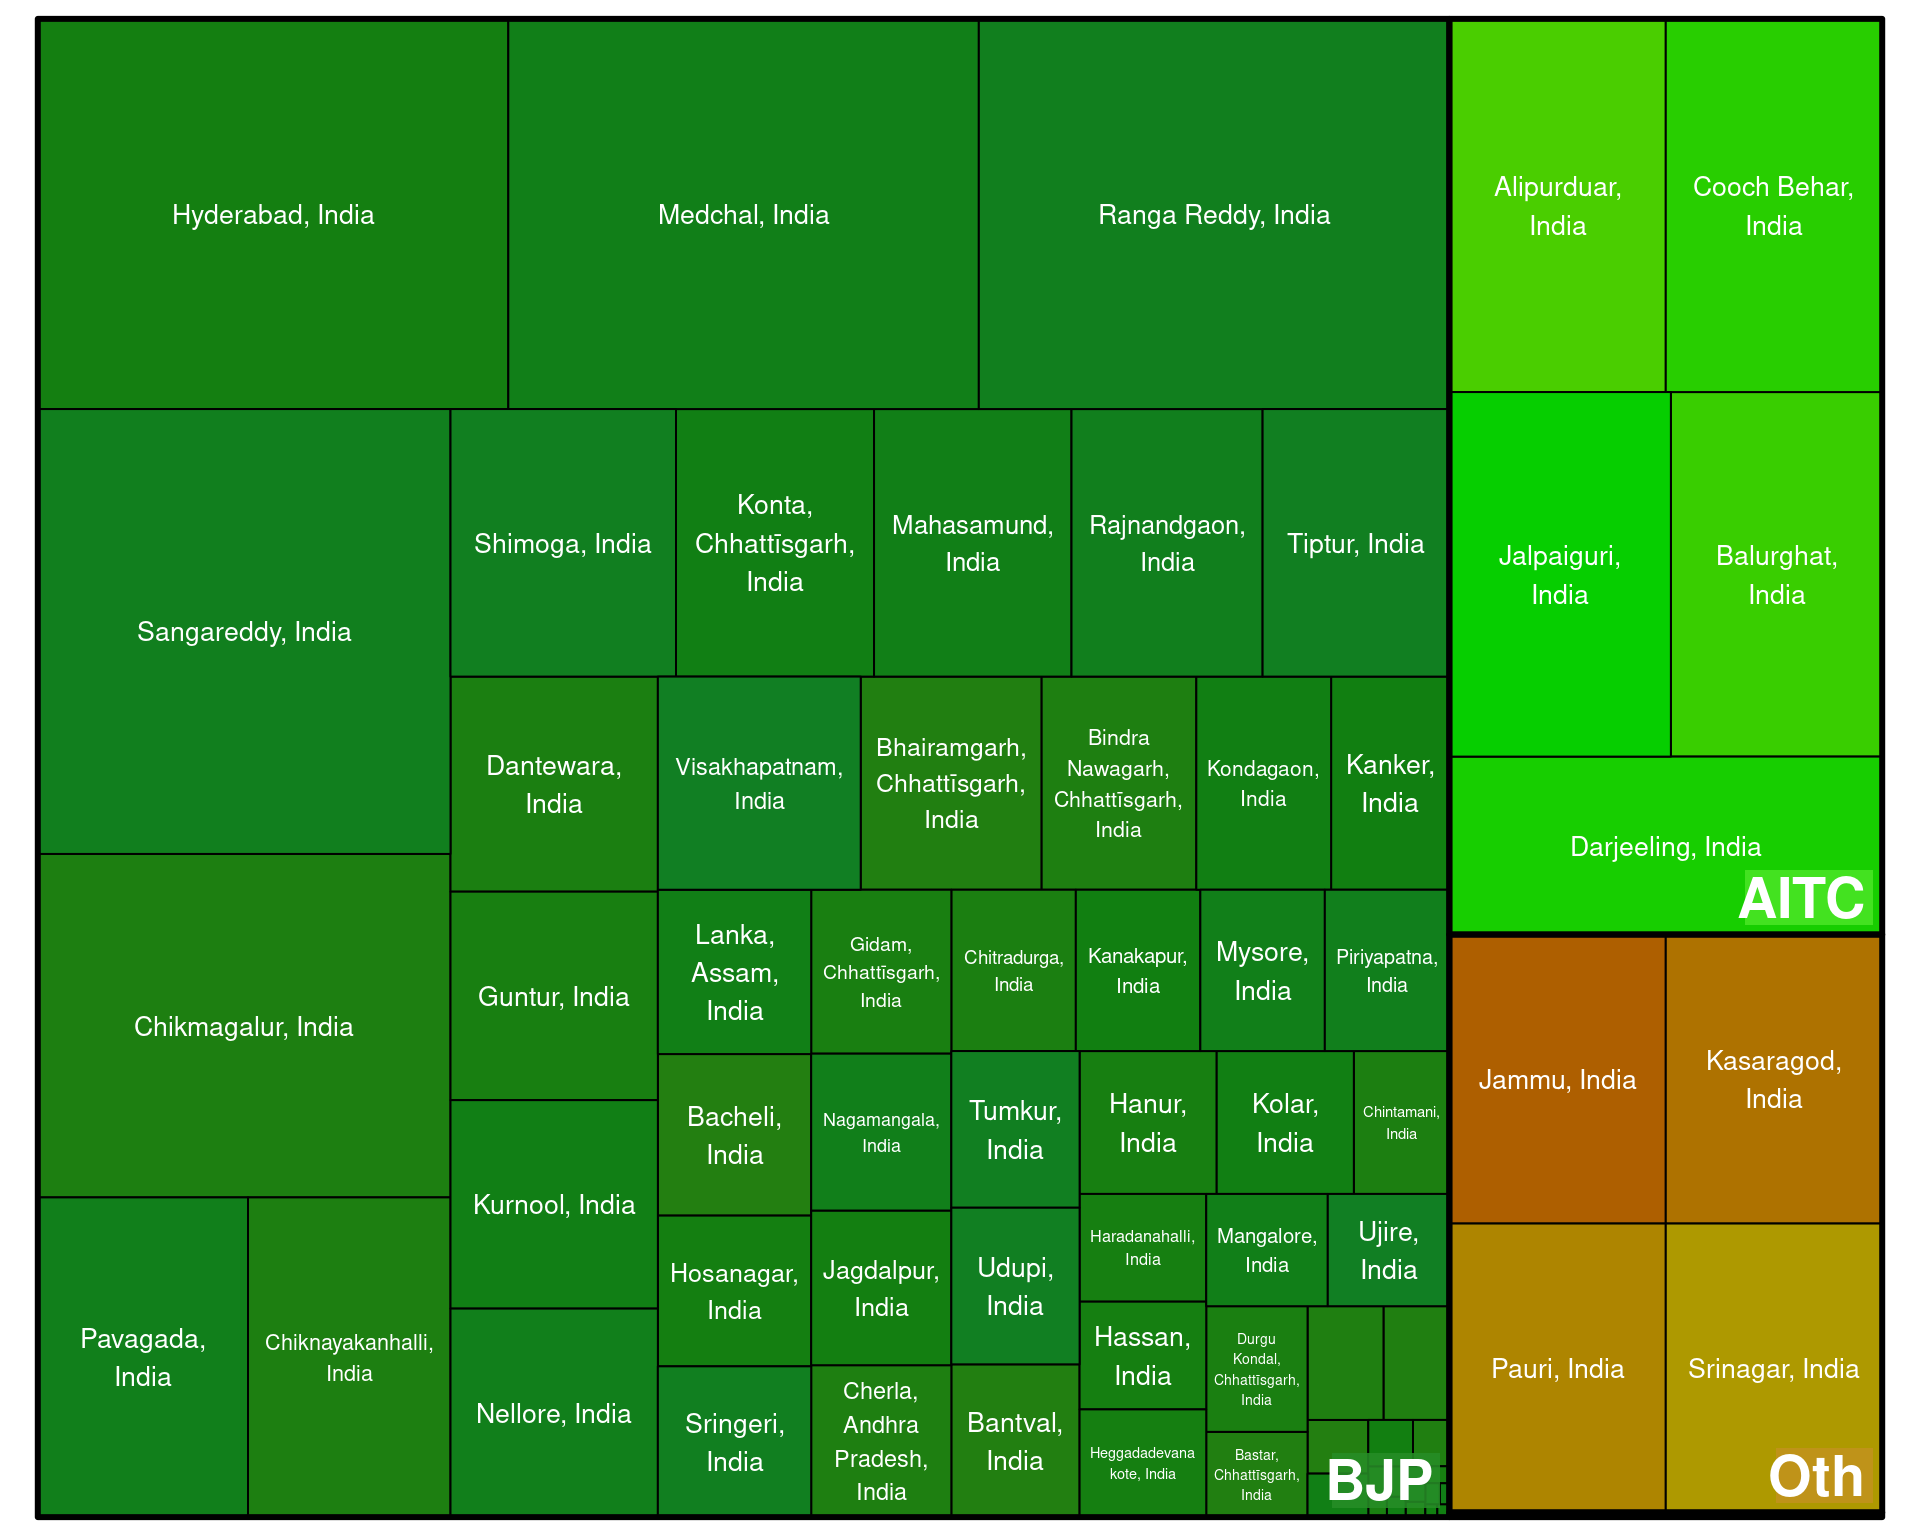 Hyderabad, India
Medchal, India
Ranga Reddy, India
Alipurduar,
India
Cooch Behar,
India
Sangareddy, India
Shimoga, India
Konta,
Chhattīsgarh,
India
Mahasamund,
India
Rajnandgaon,
India
Tiptur, India
Jalpaiguri,
India
Balurghat,
India
Dantewara,
India
Visakhapatnam,
India
Bhairamgarh,
Chhattīsgarh,
India
Bindra
Nawagarh,
Chhattīsgarh,
India
Kondagaon,
India
Kanker,
India
Darjeeling, India
AITC
Chikmagalur, India
Guntur, India
Lanka,
Assam,
India
Gidam,
Chhattīsgarh,
India
Chitradurga,
India
Kanakapur,
India
Mysore,
India
Piriyapatna,
India
Jammu, India
Kasaragod,
India
Bacheli,
India
Nagamangala,
India
Tumkur,
India
Hanur,
India
Kolar,
India
Chintamani,
India
Kurnool, India
Hosanagar,
India
Jagdalpur,
India
Udupi,
India
Haradanahalli,
India
Mangalore,
India
Ujire,
India
Pavagada,
India
Chiknayakanhalli,
India
Nellore, India
Sringeri,
India
Cherla,
Andhra
Pradesh,
India
Bantval,
India
Hassan,
India
Durgu
Kondal,
Chhattīsgarh,
India
Heggadadevana
kote, India
Bastar,
Chhattīsgarh,
India
BJP
Pauri, India
Srinagar, India
Oth